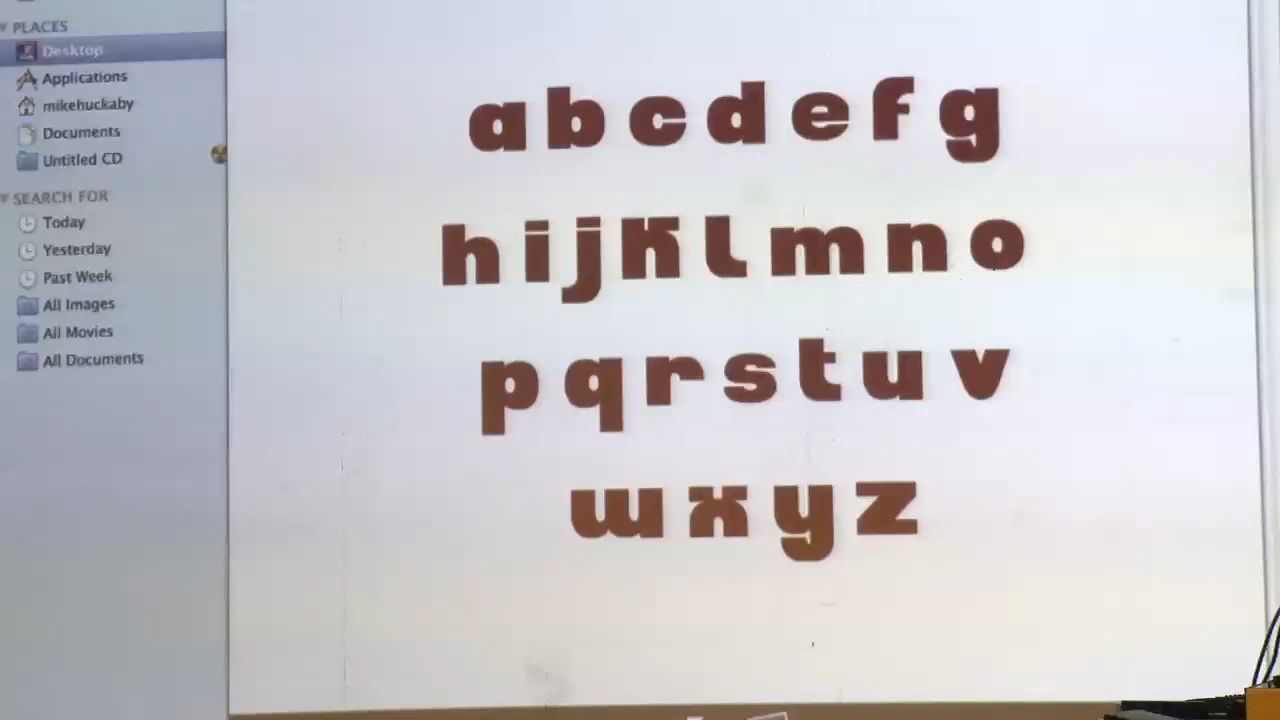 PLACES
Desktop
Applications
mikehuckaby
Documents
Untitled CD
SEARCH FOR
Today
Yesterday
Past Week
All Images
All Movies
All Documents
a b c d e f g
h i j k l m n o
p q r s t u v
w x y z